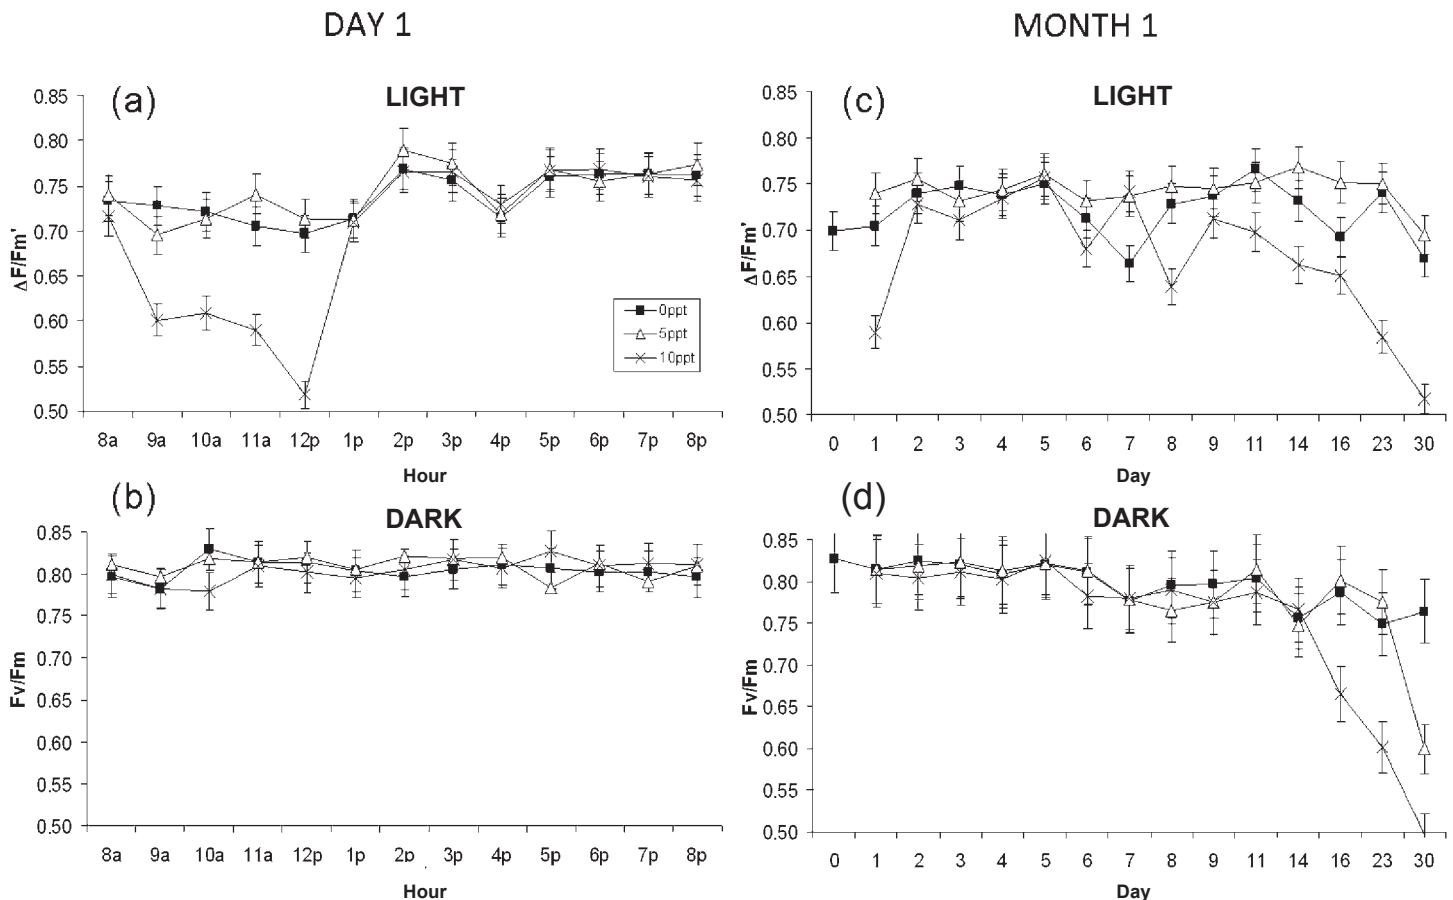 DAY 1
MONTH 1
(a)
LIGHT
ΔF/Fm'
0.85
0.80
0.75
0.70
0.65
0.60
0.55
0.50
0ppt
5ppt
10ppt
8a 9a 10a 11a 12p 1p 2p 3p 4p 5p 6p 7p 8p
Hour
(b)
DARK
Fv/Fm
0.85
0.80
0.75
0.70
0.65
0.60
0.55
0.50
8a 9a 10a 11a 12p 1p 2p 3p 4p 5p 6p 7p 8p
Hour
(c)
LIGHT
ΔF/Fm'
0.85
0.80
0.75
0.70
0.65
0.60
0.55
0.50
0 1 2 3 4 5 6 7 8 9 11 14 16 23 30
Day
(d)
DARK
Fv/Fm
0.85
0.80
0.75
0.70
0.65
0.60
0.55
0.50
0 1 2 3 4 5 6 7 8 9 11 14 16 23 30
Day